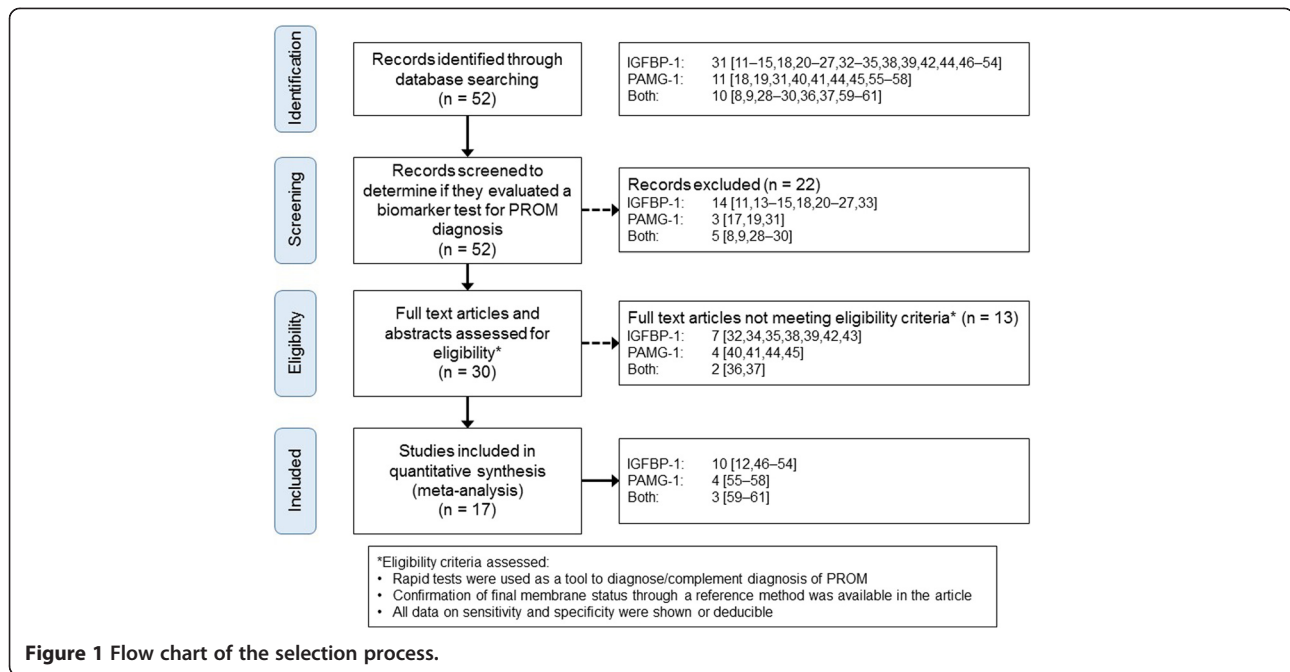 Identification
Records identified through
database searching
(n = 52)
IGFBP-1: 31 [11–15,18,20–27,32–35,38,39,42,44,46–54]
PAMG-1: 11 [18,19,31,40,41,44,45,55–58]
Both: 10 [8,9,28–30,36,37,59–61]
Screening
Records screened to
determine if they evaluated a
biomarker test for PROM
diagnosis
(n = 52)
Records excluded (n = 22)
IGFBP-1: 14 [11,13–15,18,20–27,33]
PAMG-1: 3 [17,19,31]
Both: 5 [8,9,28–30]
Eligibility
Full text articles and
abstracts assessed for
eligibility*
(n = 30)
Full text articles not meeting eligibility criteria* (n = 13)
IGFBP-1: 7 [32,34,35,38,39,42,43]
PAMG-1: 4 [40,41,44,45]
Both: 2 [36,37]
Included
Studies included in
quantitative synthesis
(meta-analysis)
(n = 17)
IGFBP-1: 10 [12,46–54]
PAMG-1: 4 [55–58]
Both: 3 [59–61]
*Eligibility criteria assessed:
• Rapid tests were used as a tool to diagnose/complement diagnosis of PROM
• Confirmation of final membrane status through a reference method was available in the article
• All data on sensitivity and specificity were shown or deducible
Figure 1 Flow chart of the selection process.